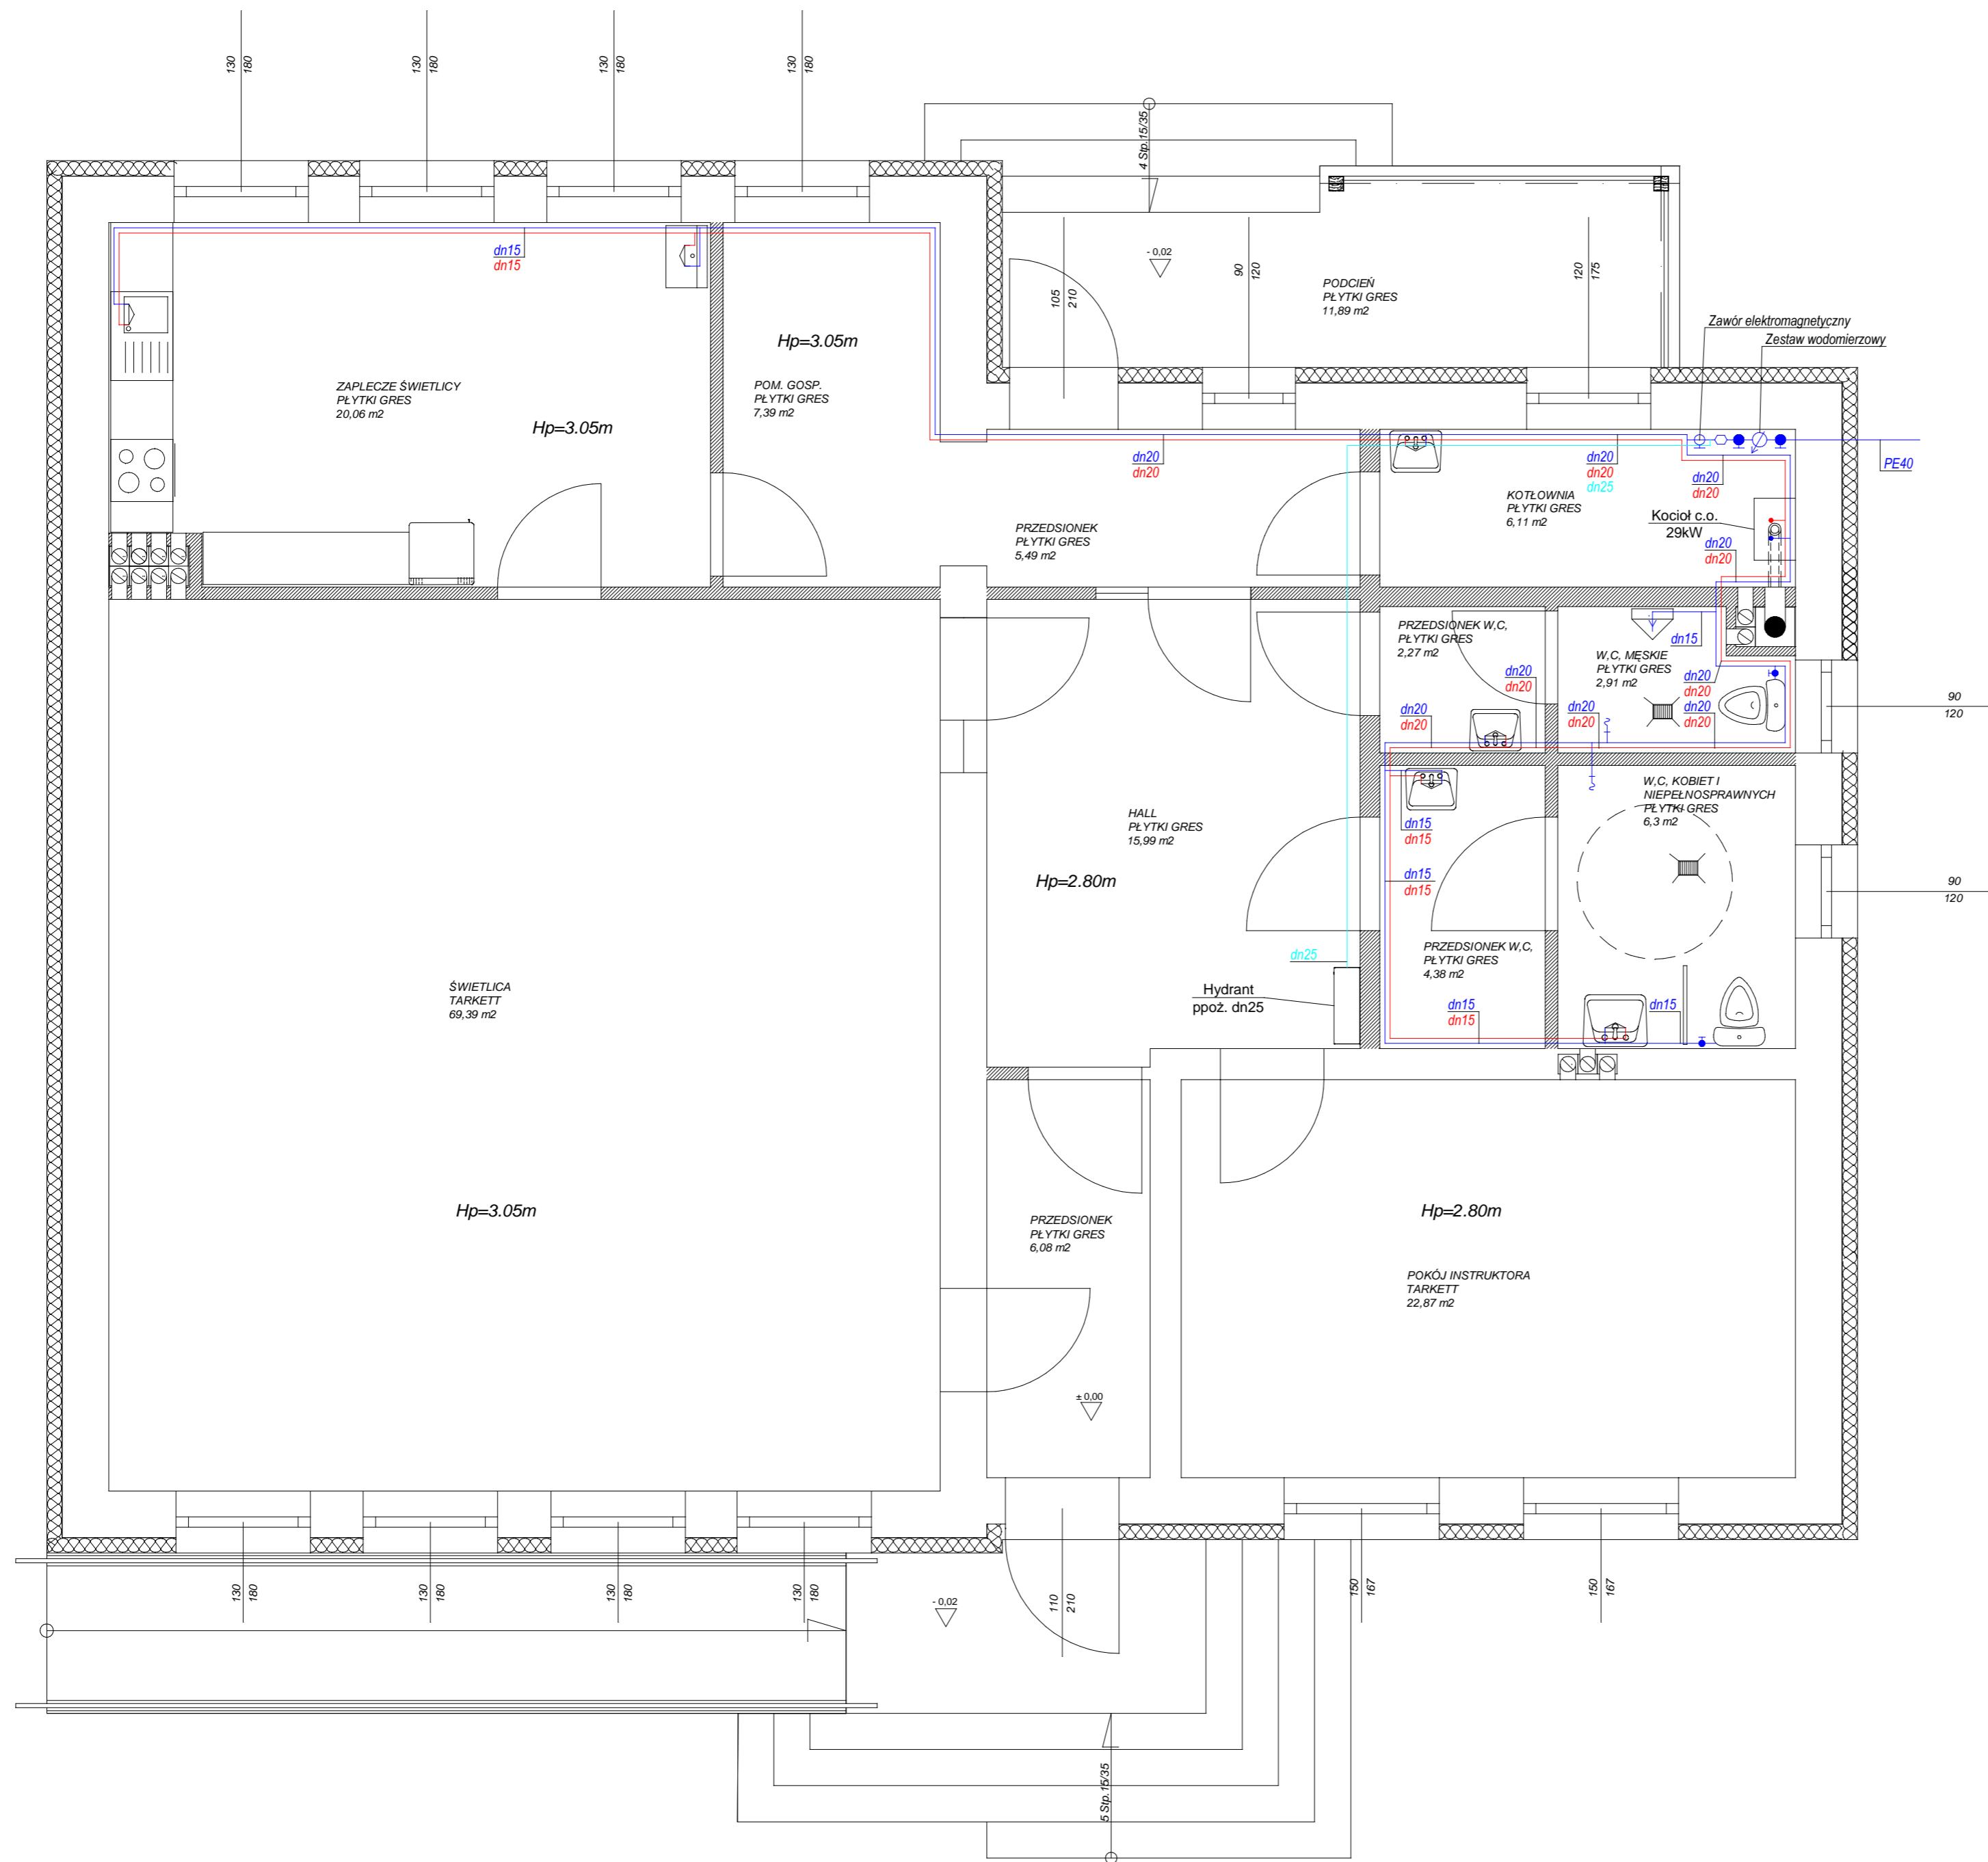 130
180
130
180
130
180
130
180
4 Stp.15/35
- 0,02
105
210
90
120
120
175
PODCIEŃ
PŁYTKI GRES
11,89 m2
dn15
dn15
Zawór elektromagnetyczny
Zestaw wodomierzowy
Hp=3.05m
ZAPLECZE ŚWIETLICY
PŁYTKI GRES
20,06 m2
Hp=3.05m
POM. GOSP.
PŁYTKI GRES
7,39 m2
dn20
dn20
dn20
dn20
dn25
dn20
dn20
PE40
KOTŁOWNIA
PŁYTKI GRES
6,11 m2
Kocioł c.o.
29kW
dn20
dn20
PRZEDSIONEK
PŁYTKI GRES
5,49 m2
PRZEDSIONEK W,C,
PŁYTKI GRES
2,27 m2
dn15
W,C, MĘSKIE
PŁYTKI GRES
2,91 m2
dn20
dn20
dn20
dn20
dn20
dn20
dn20
dn20
dn20
dn20
90
120
W,C, KOBIET I
NIEPEŁNOSPRAWNYCH
PŁYTKI GRES
6,3 m2
HALL
PŁYTKI GRES
15,99 m2
dn15
dn15
Hp=2.80m
dn15
dn15
90
120
dn25
PRZEDSIONEK W,C,
PŁYTKI GRES
4,38 m2
ŚWIETLICA
TARKETT
69,39 m2
Hydrant
ppoż. dn25
dn15
dn15
dn15
Hp=3.05m
PRZEDSIONEK
PŁYTKI GRES
6,08 m2
Hp=2.80m
POKÓJ INSTRUKTORA
TARKETT
22,87 m2
± 0,00
130
180
130
180
130
180
130
180
- 0,02
110
210
150
167
150
167
5 Stp.15/35